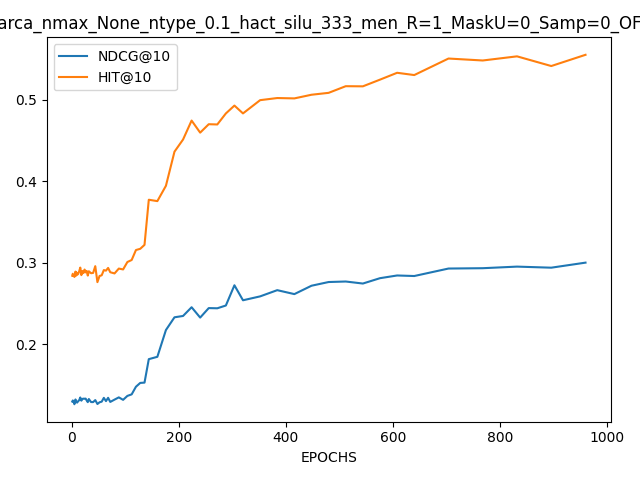 arca_nmax_None_ntype_0.1_hact_silu_333_men_R=1_MaskU=0_Samp=0_OF
NDCG@10
HIT@10
0.5
0.4
0.3
0.2
0 200 400 600 800 1000
EPOCHS